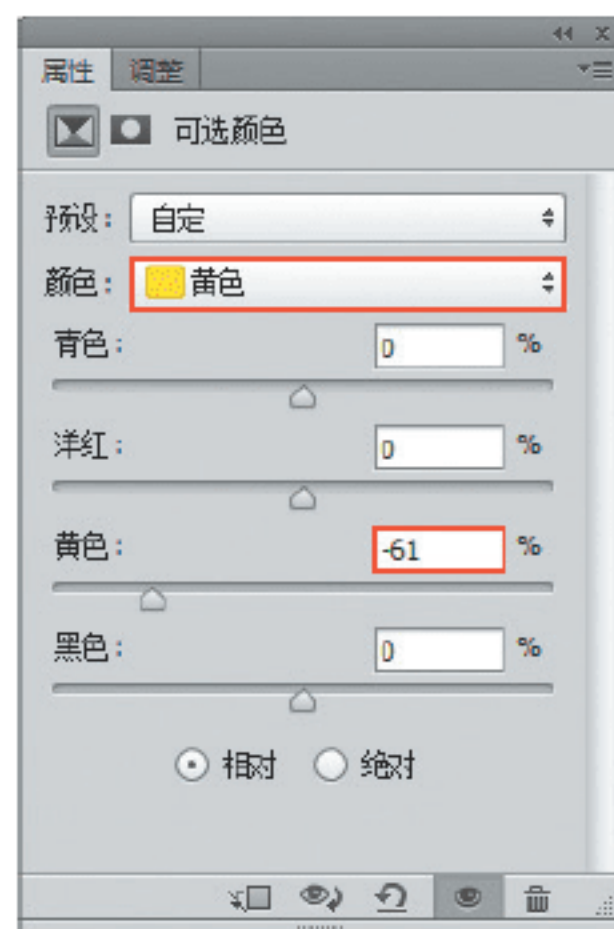 属性 调整
可选颜色
预设： 自定
颜色： 黄色
青色： 0 %
洋红： 0 %
黄色： -61 %
黑色： 0 %
相对 绝对